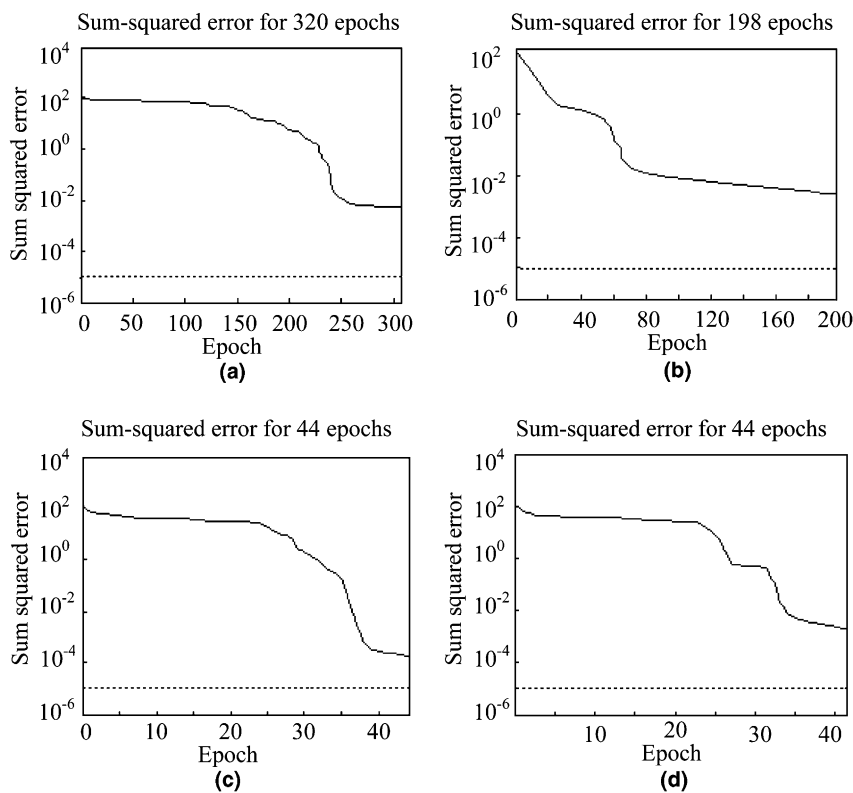 Sum-squared error for 320 epochs
Sum squared error
10^4
10^2
10^0
10^-2
10^-4
10^-6
0 50 100 150 200 250 300
Epoch
(a)
Sum-squared error for 198 epochs
Sum squared error
10^2
10^0
10^-2
10^-4
10^-6
0 40 80 120 160 200
Epoch
(b)
Sum-squared error for 44 epochs
Sum squared error
10^4
10^2
10^0
10^-2
10^-4
10^-6
0 10 20 30 40
Epoch
(c)
Sum-squared error for 44 epochs
Sum squared error
10^4
10^2
10^0
10^-2
10^-4
10^-6
10 20 30 40
Epoch
(d)